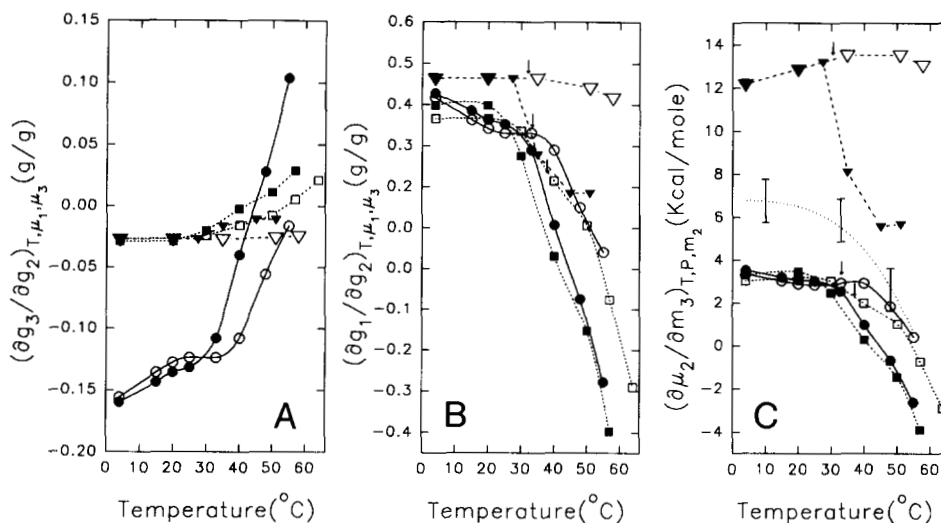 (∂g₃/∂g₂)T,μ₁,μ₃(g/g)
0.15
0.10
0.05
0.00
−0.05
−0.10
−0.15
−0.20
0 10 20 30 40 50 60
Temperature(°C)
A
(∂g₁/∂g₂)T,μ₁,μ₃(g/g)
0.6
0.5
0.4
0.3
0.2
0.1
0.0
−0.1
−0.2
−0.3
−0.4
0 10 20 30 40 50 60
Temperature(°C)
B
(∂μ₂/∂m₃)T,P,m₂(Kcal/mole)
14
12
10
8
6
4
2
0
−2
−4
0 10 20 30 40 50 60
Temperature(°C)
C